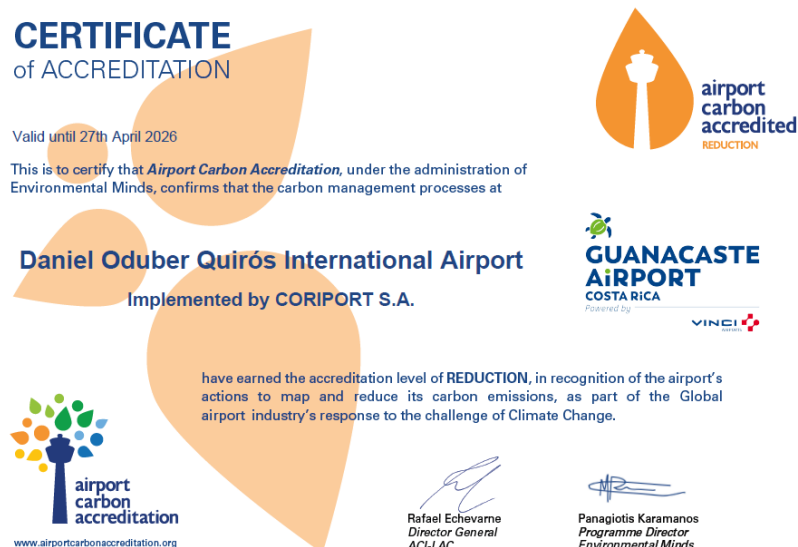 CERTIFICATE
of ACCREDITATION
Valid until 27th April 2026
This is to certify that Airport Carbon Accreditation, under the administration of
Environmental Minds, confirms that the carbon management processes at
airport
carbon
accredited
REDUCTION
Daniel Oduber Quirós International Airport
Implemented by CORIPORT S.A.
GUANACASTE
AiRPORT
COSTA RiCA
Powered by
VINCI
AIRPORTS
have earned the accreditation level of REDUCTION, in recognition of the airport's
actions to map and reduce its carbon emissions, as part of the Global
airport industry's response to the challenge of Climate Change.
airport
carbon
accreditation
www.airportcarbonaccreditation.org
Rafael Echevarne
Director General
ACI-LAC
Panagiotis Karamanos
Programme Director
Environmental Minds